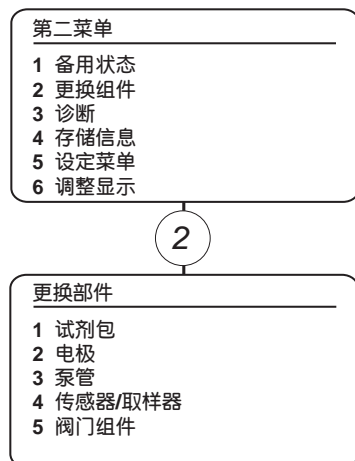 第二菜单
1 备用状态
2 更换组件
3 诊断
4 存储信息
5 设定菜单
6 调整显示
2
更换部件
1 试剂包
2 电极
3 泵管
4 传感器/取样器
5 阀门组件